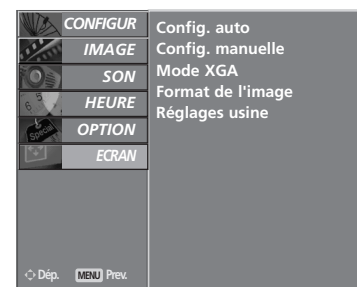 CONFIGUR
IMAGE
SON
HEURE
Special
OPTION
ECRAN
Config. auto
Config. manuelle
Mode XGA
Format de l'image
Réglages usine
Dép. MENU Prev.